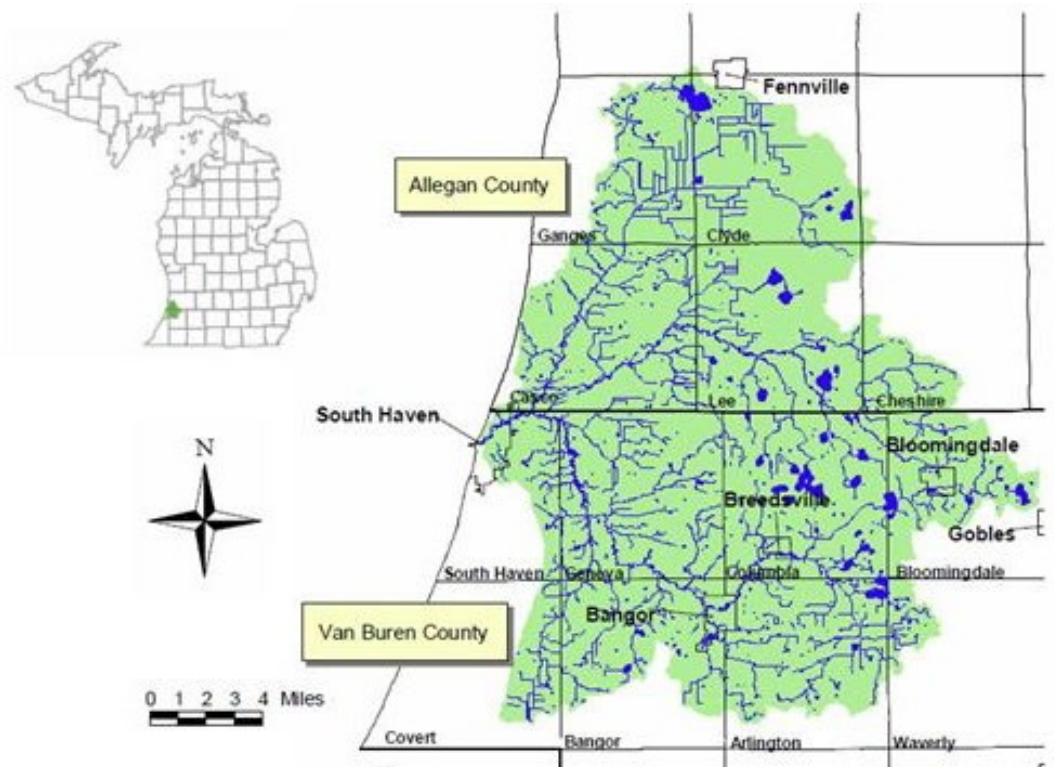 Fennville
Allegan County
Ganges
Clyde
Casco
Lee
Cheshire
South Haven
N
Bloomingdale
Breedsville
Gobles
South Haven
Geneva
Columbia
Bloomingdale
Bangor
Van Buren County
0 1 2 3 4 Miles
Covert
Bangor
Arlington
Waverly